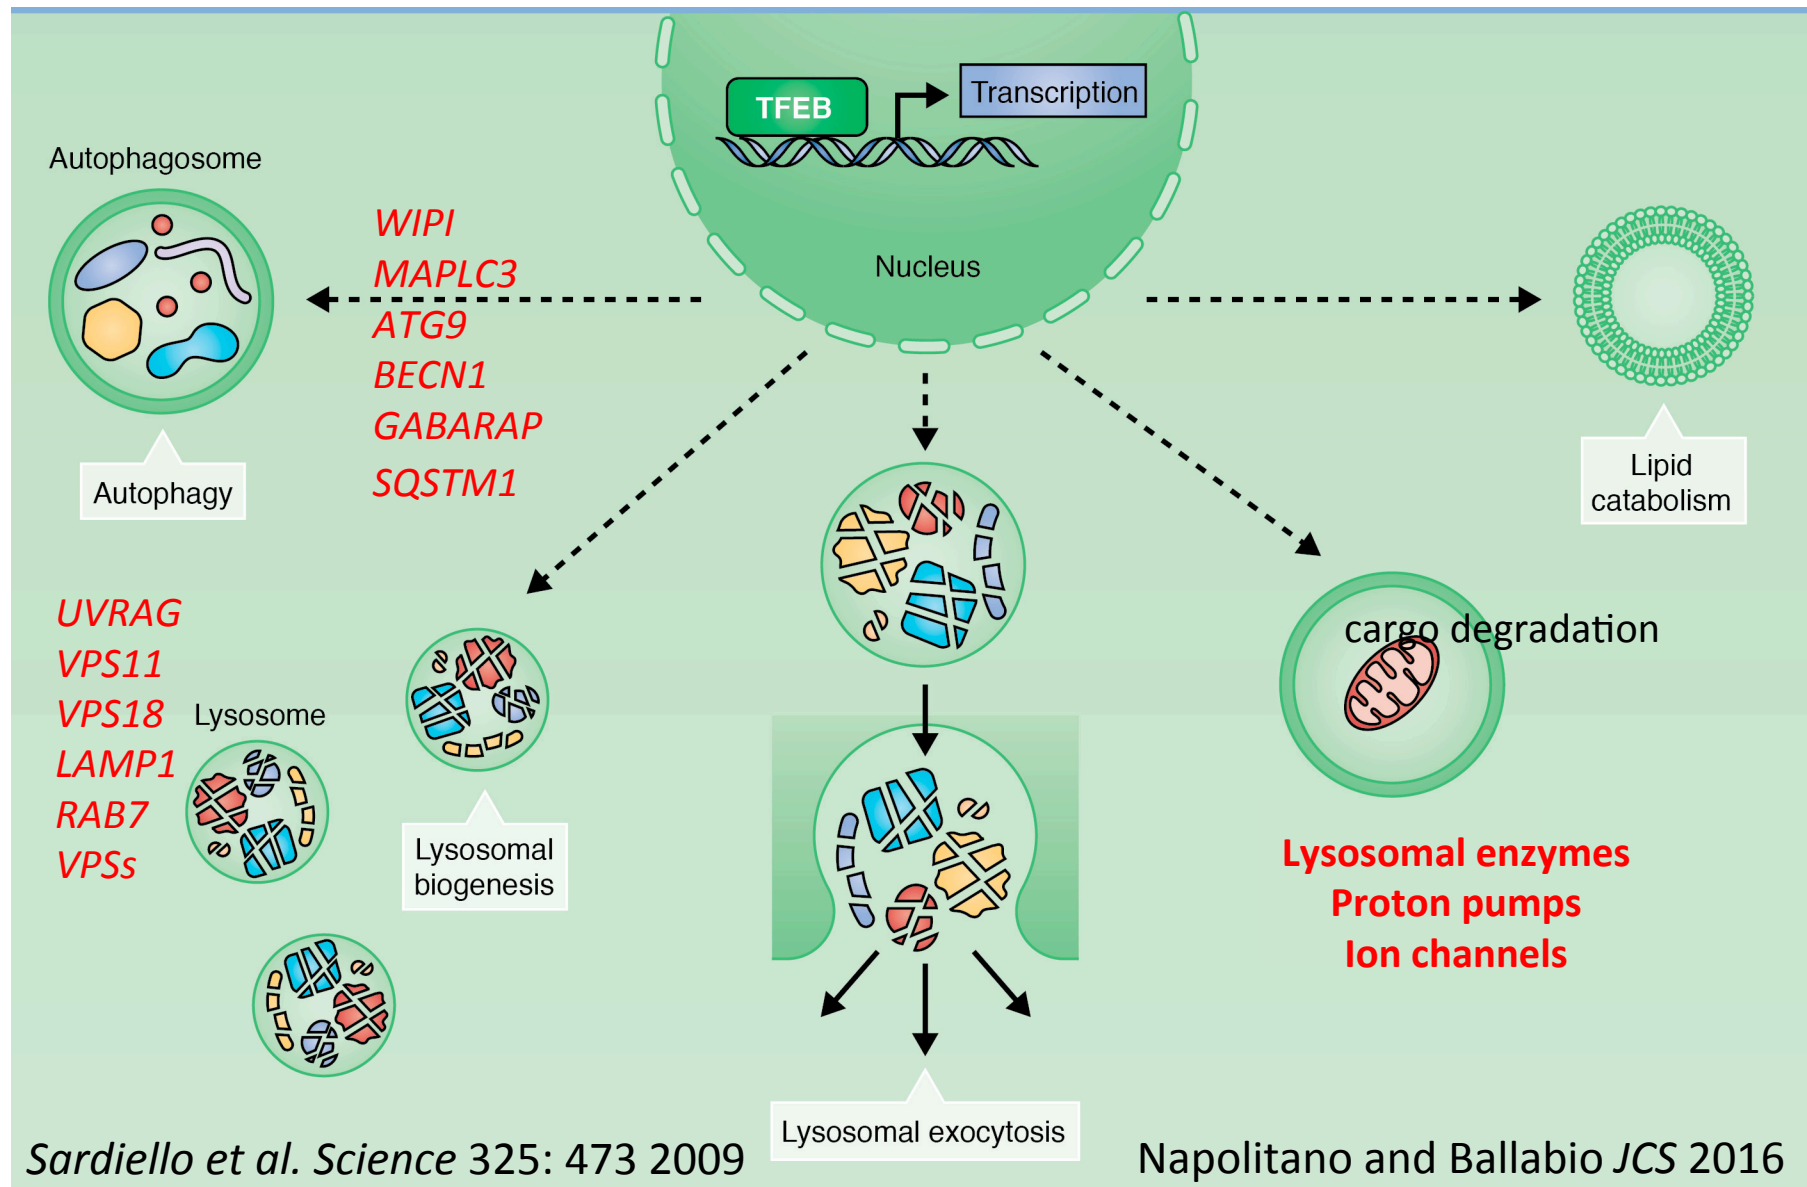 TFEB
Transcription
Nucleus
Autophagosome
Autophagy
WIPI
MAPLC3
ATG9
BECN1
GABARAP
SQSTM1
Lipid
catabolism
UVRAG
VPS11
VPS18
LAMP1
RAB7
VPSs
Lysosome
Lysosomal
biogenesis
cargo degradation
Lysosomal enzymes
Proton pumps
Ion channels
Lysosomal exocytosis
Sardiello et al. Science 325: 473 2009
Napolitano and Ballabio JCS 2016